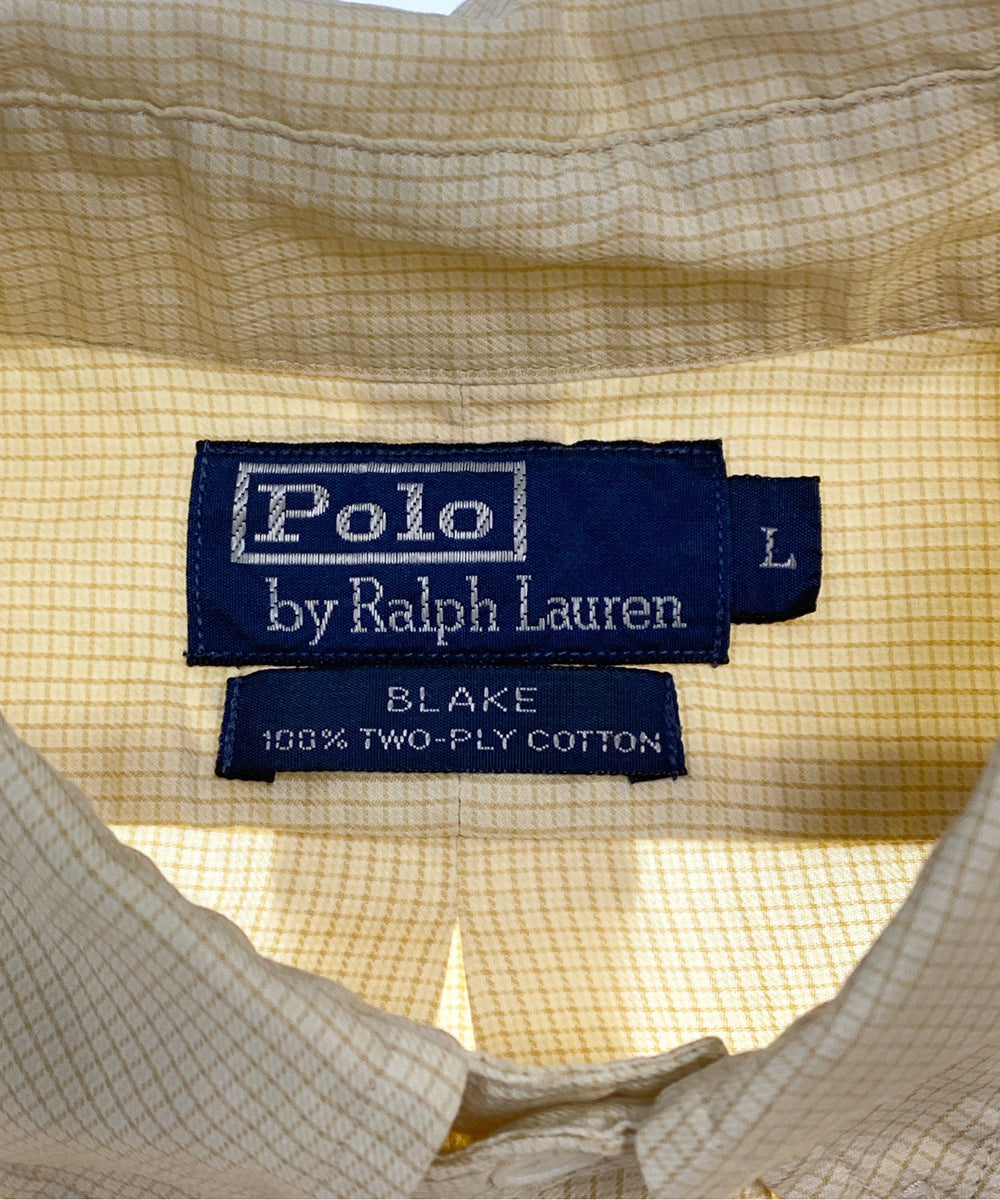 Polo
by Ralph Lauren
L
BLAKE
100% TWO-PLY COTTON